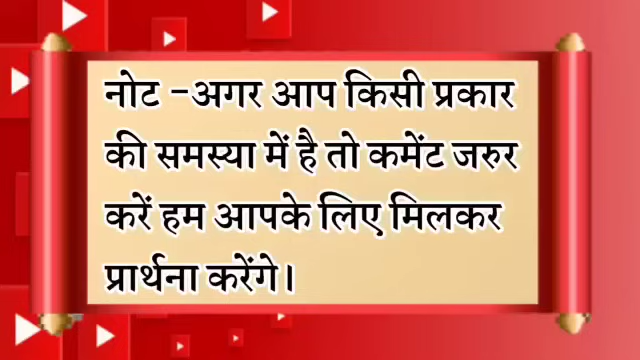 नोट -अगर आप किसी प्रकार
की समस्या में है तो कमेंट जरुर
करें हम आपके लिए मिलकर
प्रार्थना करेंगे।